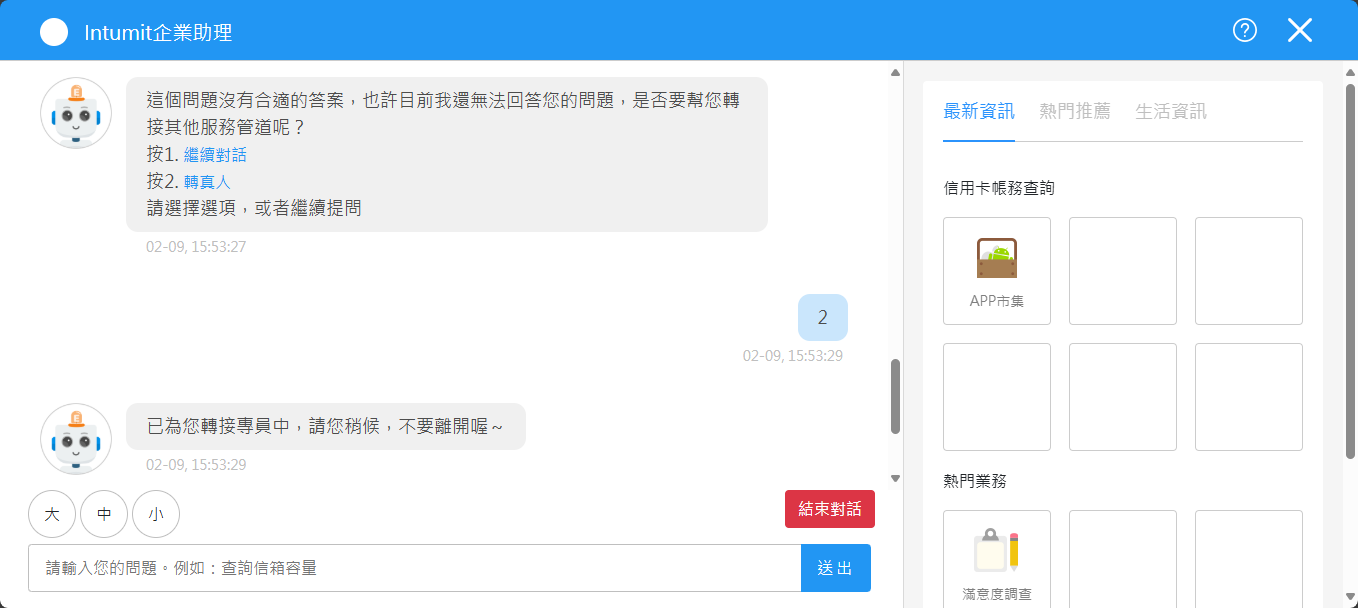 Intumit企業助理
這個問題沒有合適的答案，也許目前我還無法回答您的問題，是否要幫您轉
接其他服務管道呢？
按1. 繼續對話
按2. 轉真人
請選擇選項，或者繼續提問
02-09, 15:53:27
2
02-09, 15:53:29
已為您轉接專員中，請您稍候，不要離開喔~
02-09, 15:53:29
大 中 小
結束對話
請輸入您的問題。例如：查詢信箱容量
送出
最新資訊 熱門推薦 生活資訊
信用卡帳務查詢
APP市集
熱門業務
滿意度調查